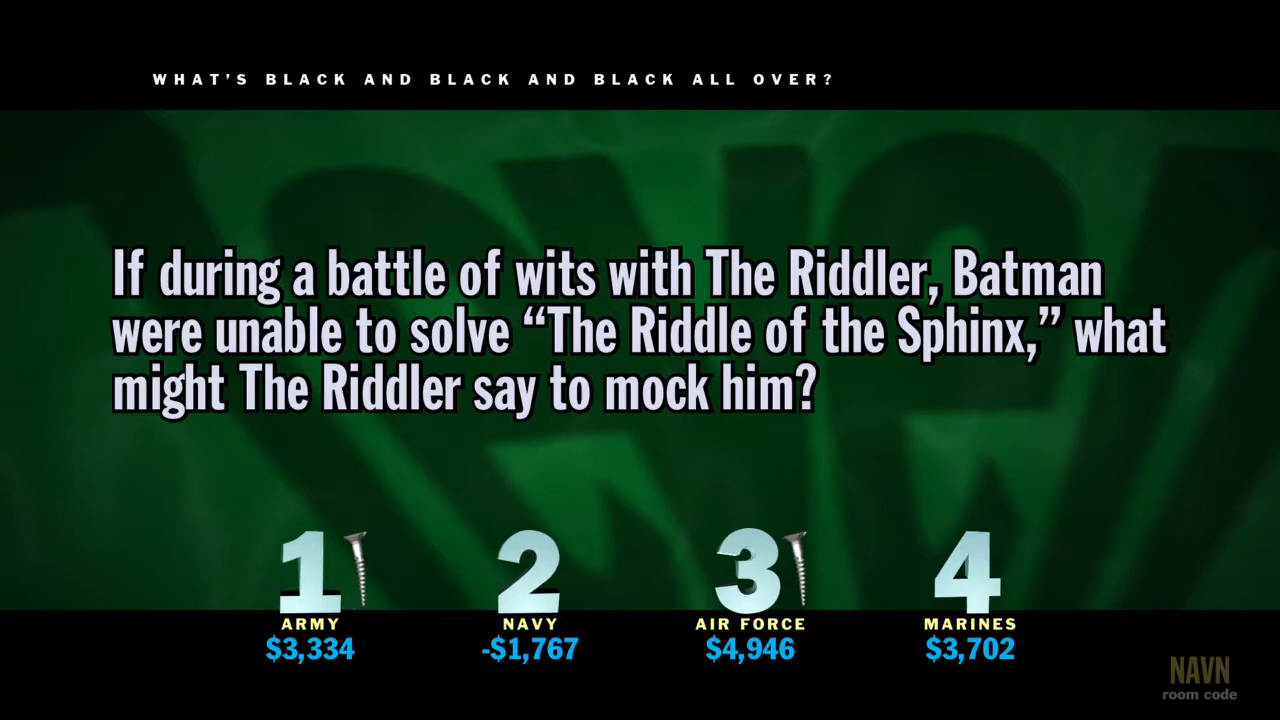 WHAT'S BLACK AND BLACK AND BLACK ALL OVER?
If during a battle of wits with The Riddler, Batman
were unable to solve “The Riddle of the Sphinx,” what
might The Riddler say to mock him?
1 2 3 4
ARMY NAVY AIR FORCE MARINES
$3,334 -$1,767 $4,946 $3,702
NAVN
room code